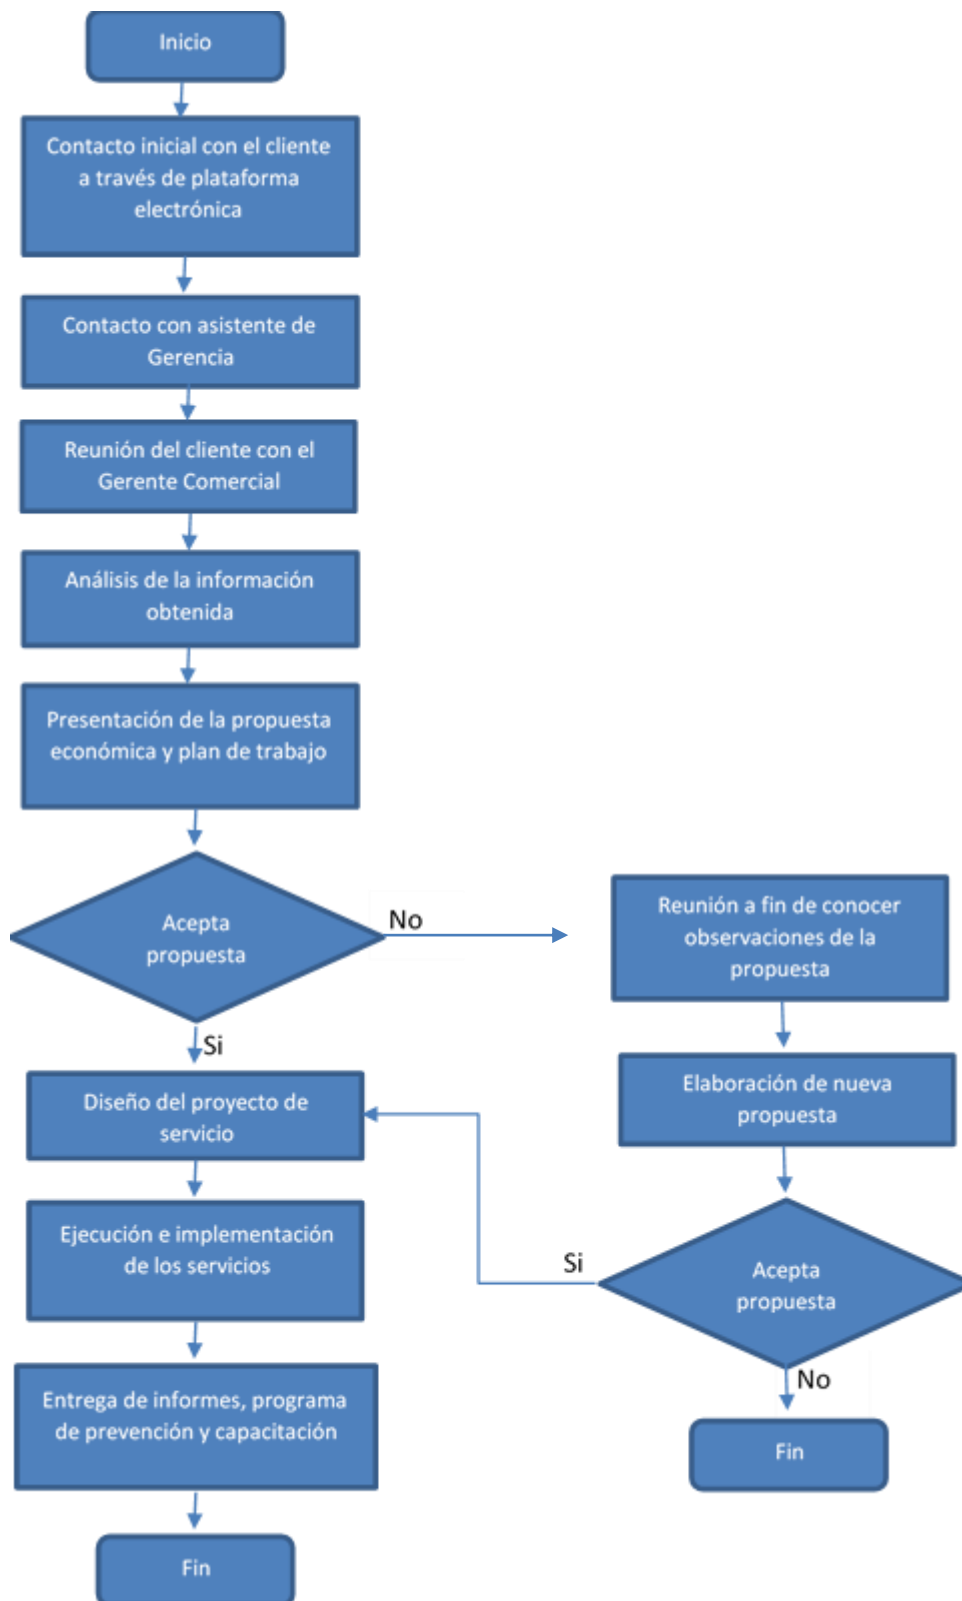 Inicio
Contacto inicial con el cliente
a través de plataforma
electrónica
Contacto con asistente de
Gerencia
Reunión del cliente con el
Gerente Comercial
Análisis de la información
obtenida
Presentación de la propuesta
económica y plan de trabajo
Acepta
propuesta
No
Reunión a fin de conocer
observaciones de la
propuesta
Si
Elaboración de nueva
propuesta
Diseño del proyecto de
servicio
Ejecución e implementación
de los servicios
Si
Acepta
propuesta
No
Entrega de informes, programa
de prevención y capacitación
Fin
Fin